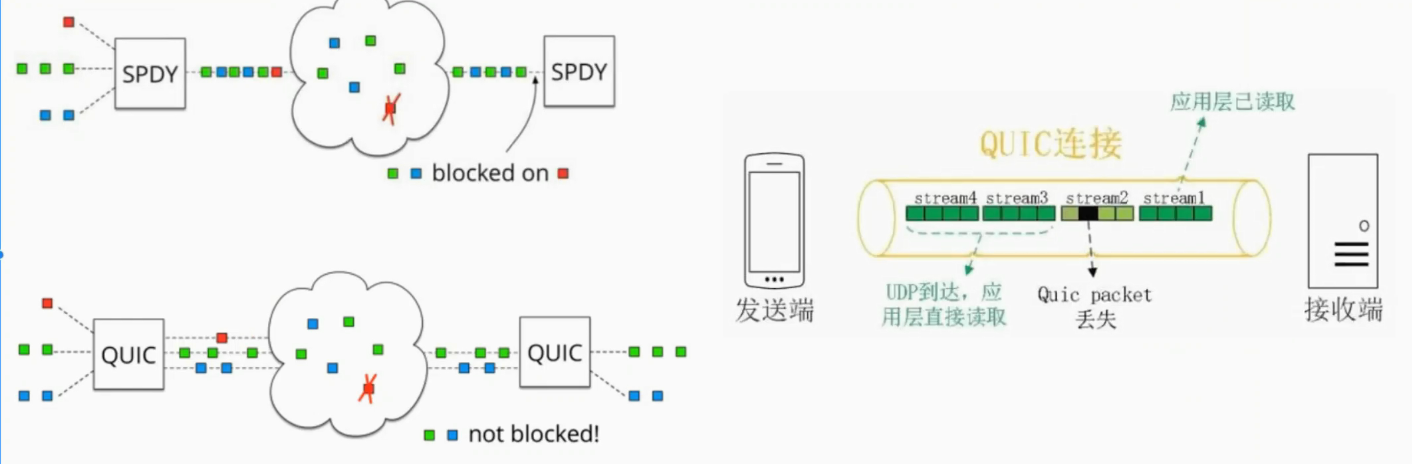 SPDY
SPDY
blocked on
QUIC
QUIC
not blocked!
应用层已读取
QUIC连接
stream4 stream3 stream2 stream1
UDP到达，应
用层直接读取
Quic packet
丢失
发送端
接收端